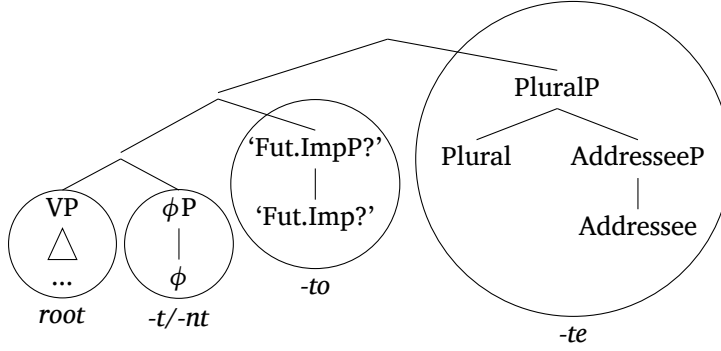 PluralP
‘Fut.ImpP?’ Plural AddresseeP
VP ϕP ‘Fut.Imp?’ Addressee
... ϕ
root -t/-nt -to -te